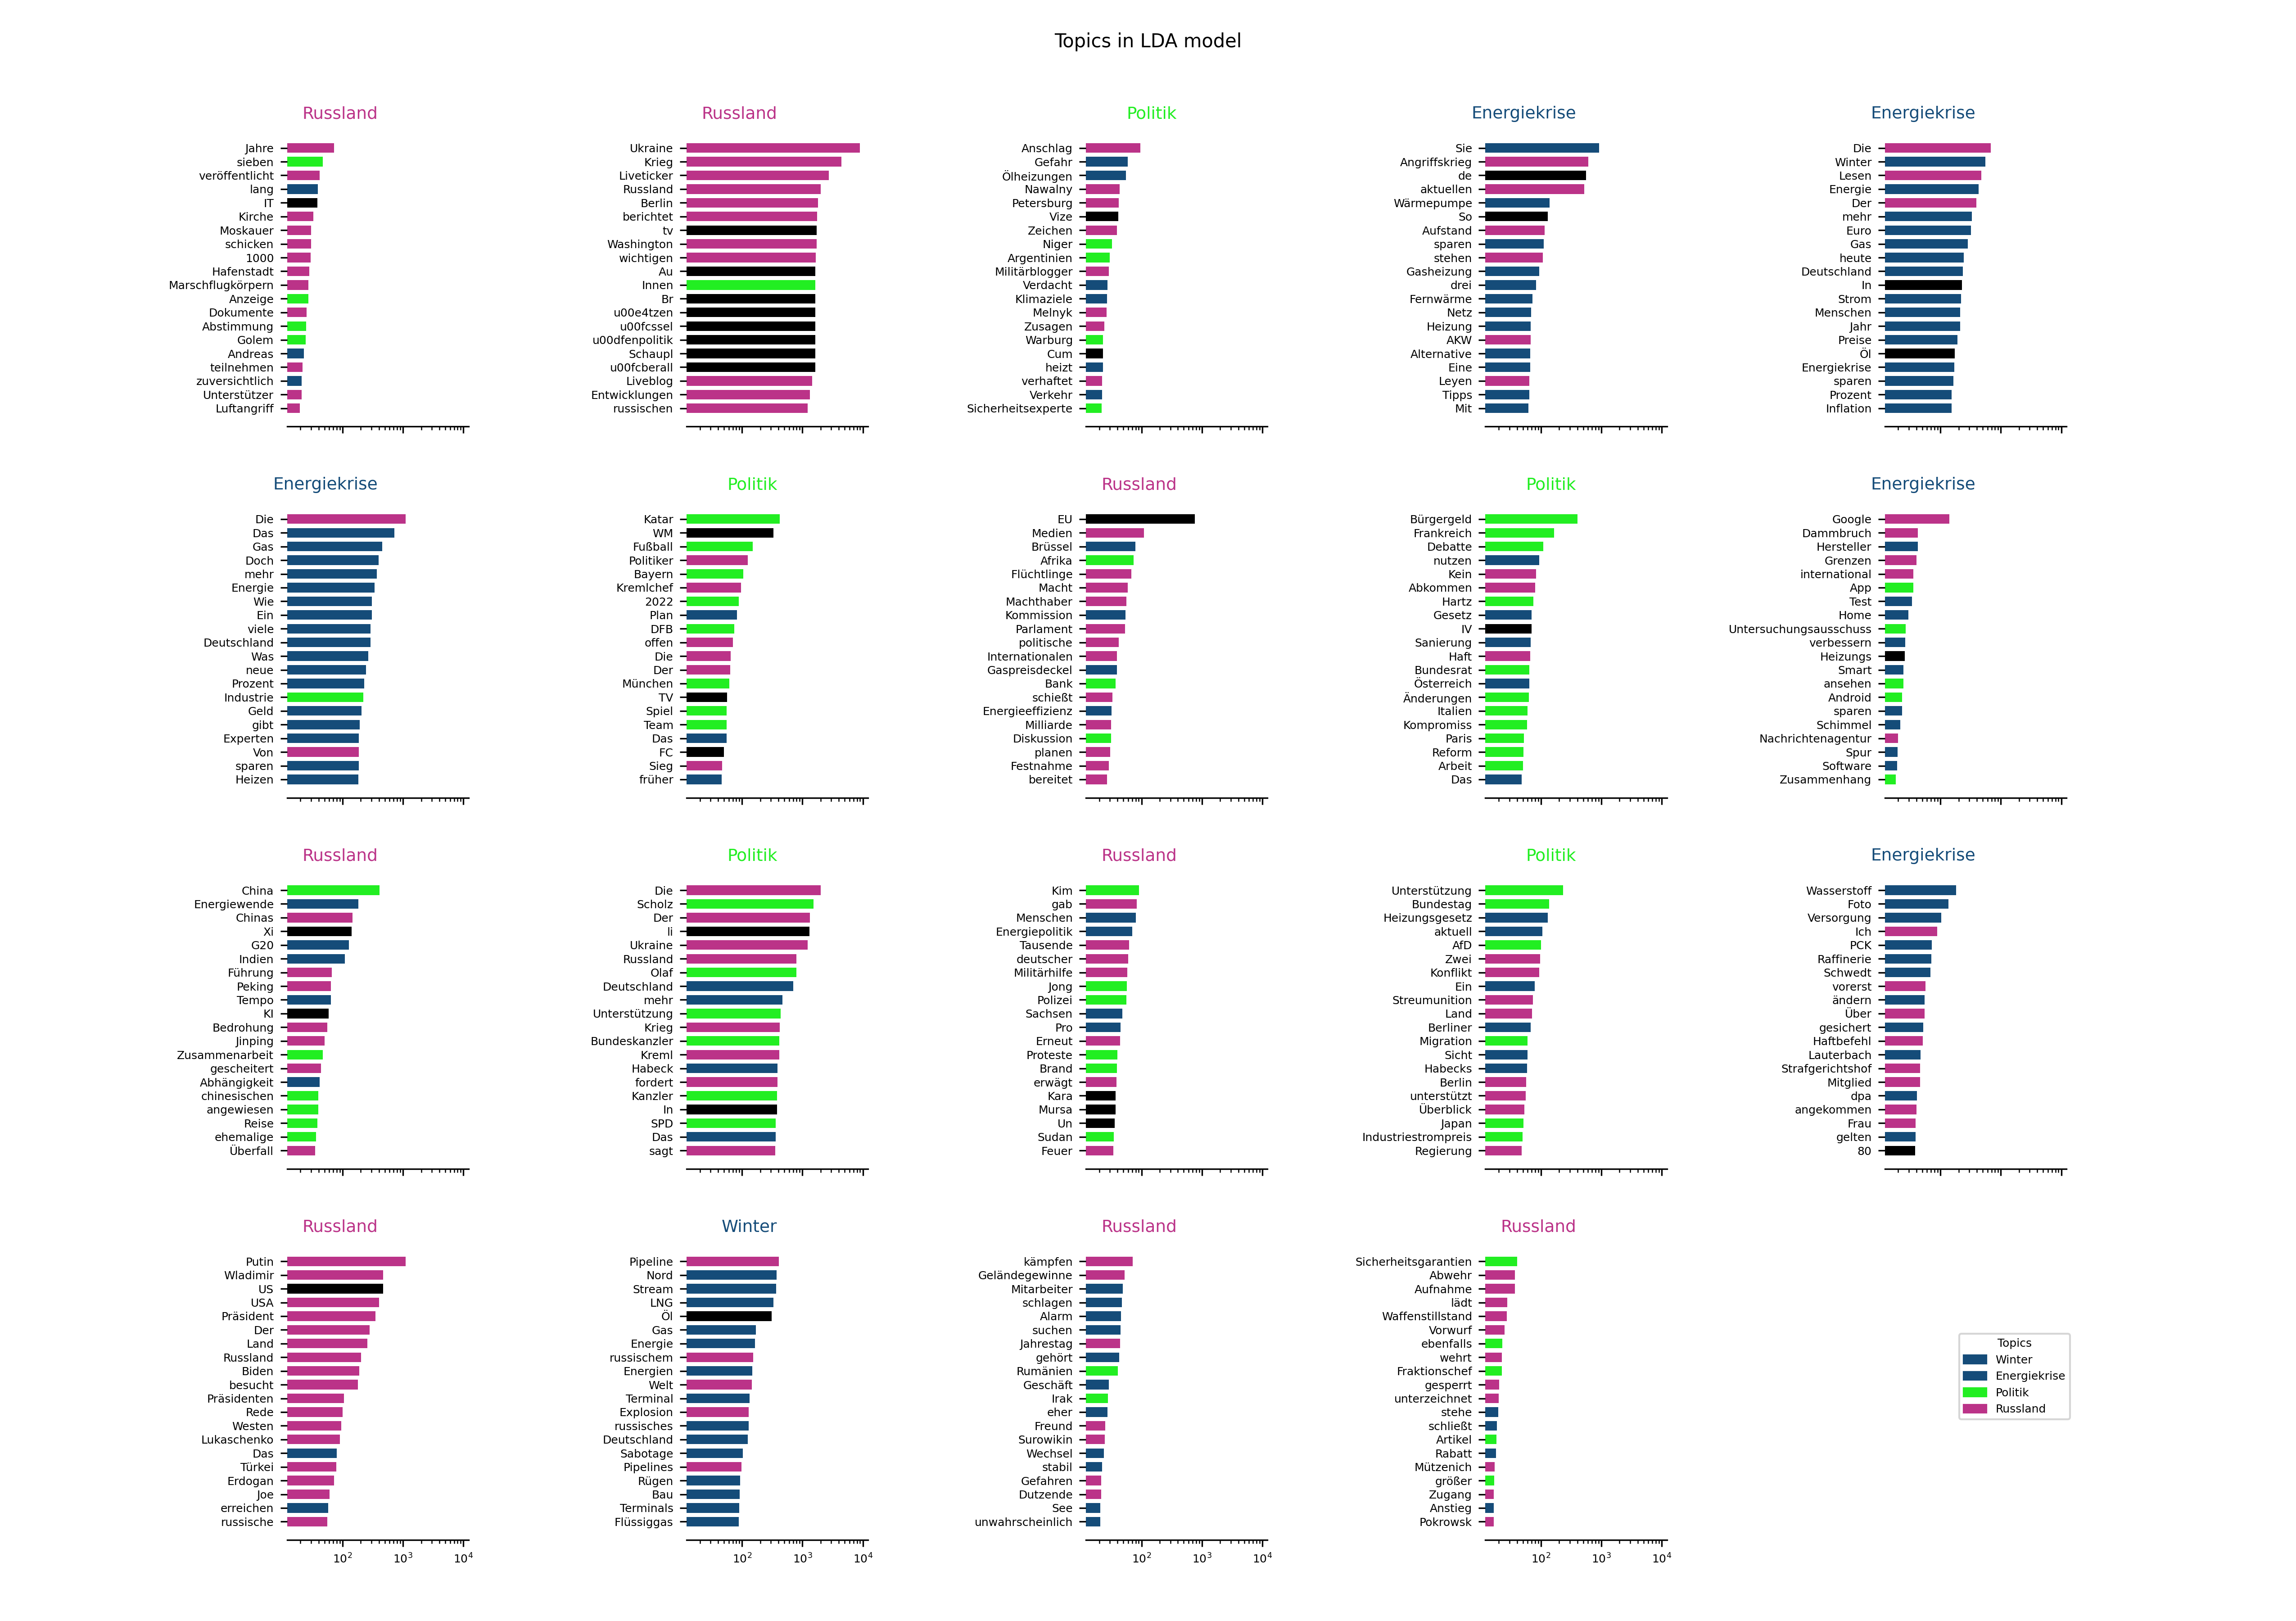 Topics in LDA model
Russland
Jahre
sieben
veröffentlicht
lang
IT
Kirche
Moskauer
schicken
1000
Hafenstadt
Marschflugkörpern
Anzeige
Dokumente
Abstimmung
Golem
Andreas
teilnehmen
zuversichtlich
Unterstützer
Luftangriff
Russland
Ukraine
Krieg
Liveticker
Russland
Berlin
berichtet
tv
Washington
wichtigen
Au
Innen
Br
u00e4tzen
u00fcssel
u00dfenpolitik
Schaupl
u00fcberall
Liveblog
Entwicklungen
russischen
Politik
Anschlag
Gefahr
Ölheizungen
Nawalny
Petersburg
Vize
Zeichen
Niger
Argentinien
Militärblogger
Verdacht
Klimaziele
Melnyk
Zusagen
Warburg
Cum
heizt
verhaftet
Verkehr
Sicherheitsexperte
Energiekrise
Sie
Angriffskrieg
de
aktuellen
Wärmepumpe
So
Aufstand
sparen
stehen
Gasheizung
drei
Fernwärme
Netz
Heizung
AKW
Alternative
Eine
Leyen
Tipps
Mit
Energiekrise
Die
Winter
Lesen
Energie
Der
mehr
Euro
Gas
heute
Deutschland
In
Strom
Menschen
Jahr
Preise
Öl
Energiekrise
sparen
Prozent
Inflation
Energiekrise
Die
Das
Gas
Doch
mehr
Energie
Wie
Ein
viele
Deutschland
Was
neue
Prozent
Industrie
Geld
gibt
Experten
Von
sparen
Heizen
Politik
Katar
WM
Fußball
Politiker
Bayern
Kremlchef
2022
Plan
DFB
offen
Die
Der
München
TV
Spiel
Team
Das
FC
Sieg
früher
Russland
EU
Medien
Brüssel
Afrika
Flüchtlinge
Macht
Machthaber
Kommission
Parlament
politische
Internationalen
Gaspreisdeckel
Bank
schießt
Energieeffizienz
Milliarde
Diskussion
planen
Festnahme
bereitet
Politik
Bürgergeld
Frankreich
Debatte
nutzen
Kein
Abkommen
Hartz
Gesetz
IV
Sanierung
Haft
Bundesrat
Österreich
Änderungen
Italien
Kompromiss
Paris
Reform
Arbeit
Das
Energiekrise
Google
Dammbruch
Hersteller
Grenzen
international
App
Test
Home
Untersuchungsausschuss
verbessern
Heizungs
Smart
ansehen
Android
sparen
Schimmel
Nachrichtenagentur
Spur
Software
Zusammenhang
Russland
China
Energiewende
Chinas
Xi
G20
Indien
Führung
Peking
Tempo
KI
Bedrohung
Jinping
Zusammenarbeit
gescheitert
Abhängigkeit
chinesischen
angewiesen
Reise
ehemalige
Überfall
Politik
Die
Scholz
Der
li
Ukraine
Russland
Olaf
Deutschland
mehr
Unterstützung
Krieg
Bundeskanzler
Kreml
Habeck
fordert
Kanzler
In
SPD
Das
sagt
Russland
Kim
gab
Menschen
Energiepolitik
Tausende
deutscher
Militärhilfe
Jong
Polizei
Sachsen
Pro
Erneut
Proteste
Brand
erwägt
Kara
Mursa
Un
Sudan
Feuer
Politik
Unterstützung
Bundestag
Heizungsgesetz
aktuell
AfD
Zwei
Konflikt
Ein
Streumunition
Land
Berliner
Migration
Sicht
Habecks
Berlin
unterstützt
Überblick
Japan
Industriestrompreis
Regierung
Energiekrise
Wasserstoff
Foto
Versorgung
Ich
PCK
Raffinerie
Schwedt
vorerst
ändern
Über
gesichert
Haftbefehl
Lauterbach
Strafgerichtshof
Mitglied
dpa
angekommen
Frau
gelten
80
Russland
Putin
Wladimir
US
USA
Präsident
Der
Land
Russland
Biden
besucht
Präsidenten
Rede
Westen
Lukaschenko
Das
Türkei
Erdogan
Joe
erreichen
russische
10² 10³ 10⁴
Winter
Pipeline
Nord
Stream
LNG
Öl
Gas
Energie
russischem
Energien
Welt
Terminal
Explosion
russisches
Deutschland
Sabotage
Pipelines
Rügen
Bau
Terminals
Flüssiggas
10² 10³ 10⁴
Russland
kämpfen
Geländegewinne
Mitarbeiter
schlagen
Alarm
suchen
Jahrestag
gehört
Rumänien
Geschäft
Irak
eher
Freund
Surowikin
Wechsel
stabil
Gefahren
Dutzende
See
unwahrscheinlich
10² 10³ 10⁴
Russland
Sicherheitsgarantien
Abwehr
Aufnahme
lädt
Waffenstillstand
Vorwurf
ebenfalls
wehrt
Fraktionschef
gesperrt
unterzeichnet
stehe
schließt
Artikel
Rabatt
Mützenich
größer
Zugang
Anstieg
Pokrowsk
10² 10³ 10⁴
Topics
Winter
Energiekrise
Politik
Russland